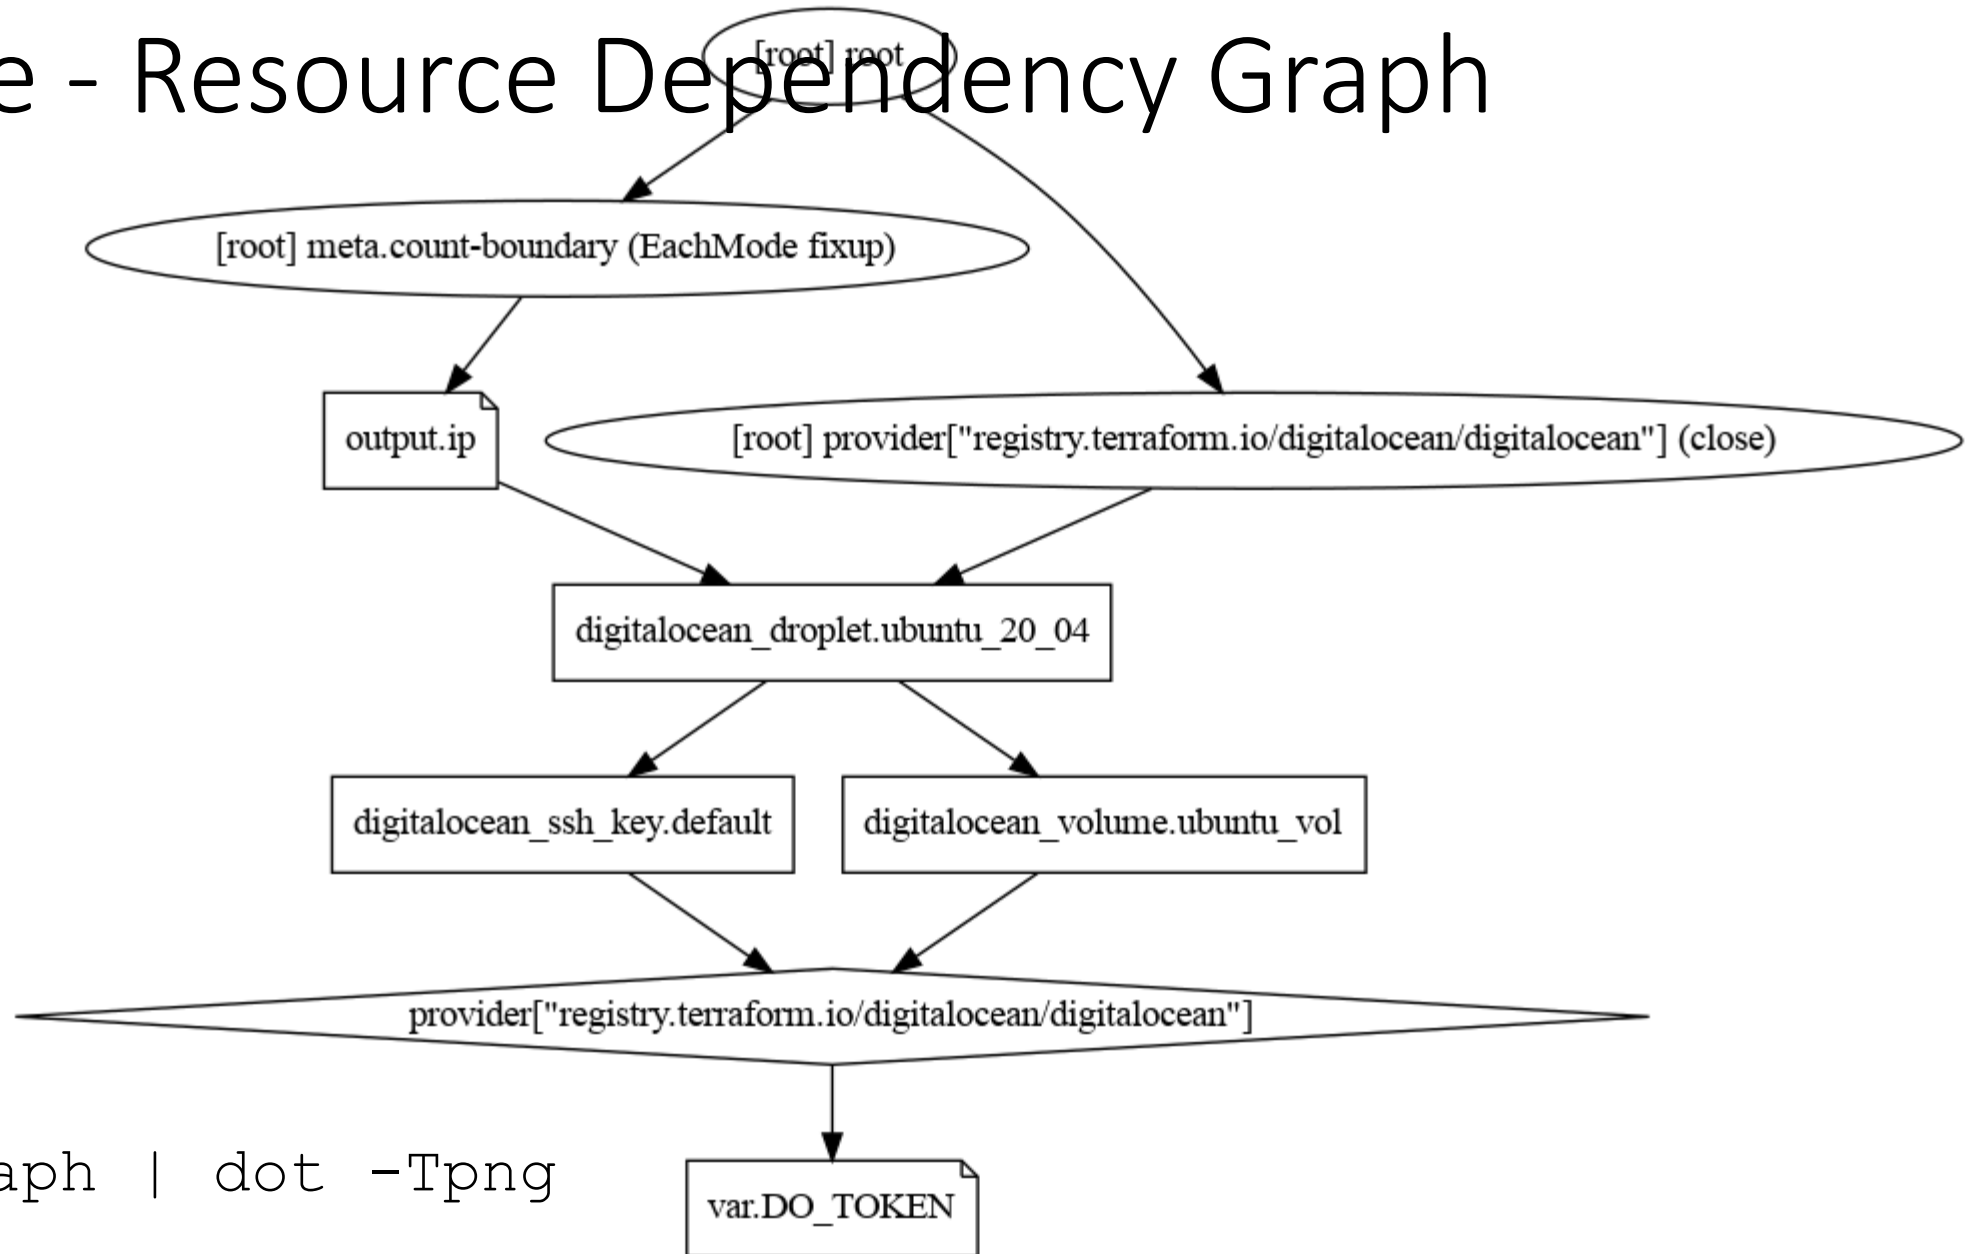 [root] root
e - Resource Dependency Graph
[root] meta.count-boundary (EachMode fixup)
output.ip
[root] provider["registry.terraform.io/digitalocean/digitalocean"] (close)
digitalocean_droplet.ubuntu_20_04
digitalocean_ssh_key.default
digitalocean_volume.ubuntu_vol
provider["registry.terraform.io/digitalocean/digitalocean"]
aph | dot -Tpng
var.DO_TOKEN